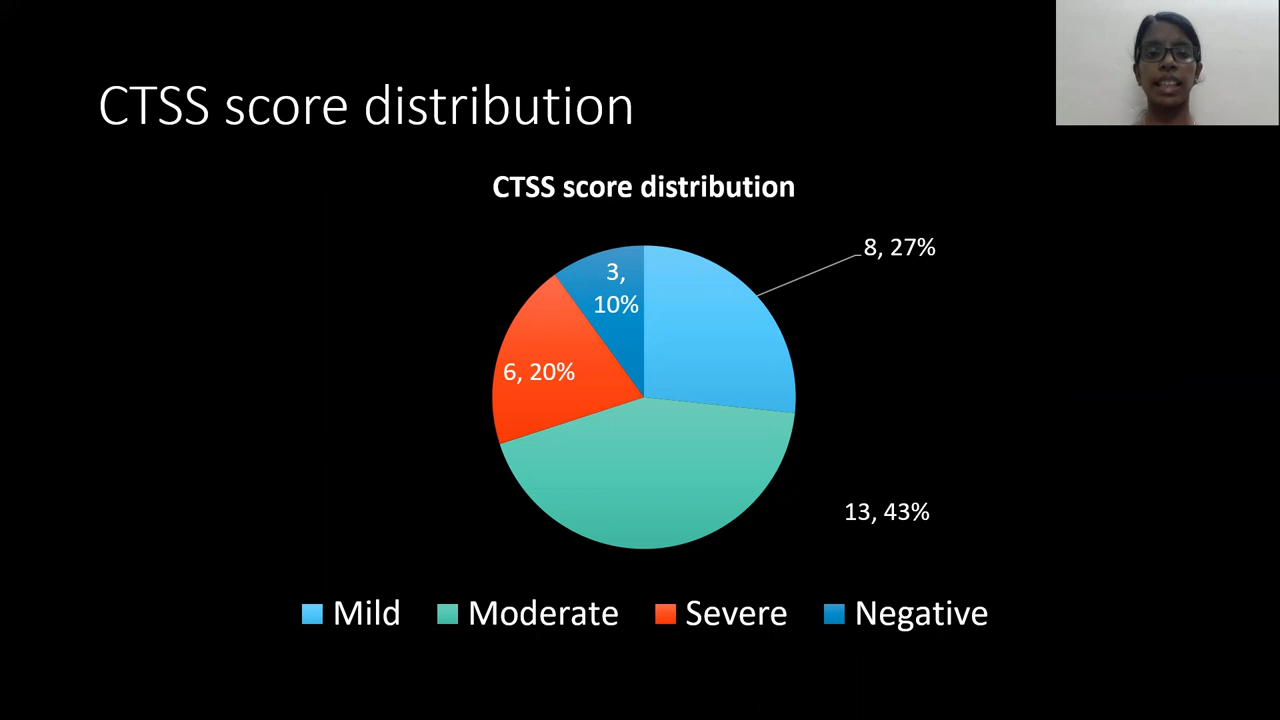 CTSS score distribution
CTSS score distribution
8, 27%
3,
10%
6, 20%
13, 43%
Mild
Moderate
Severe
Negative